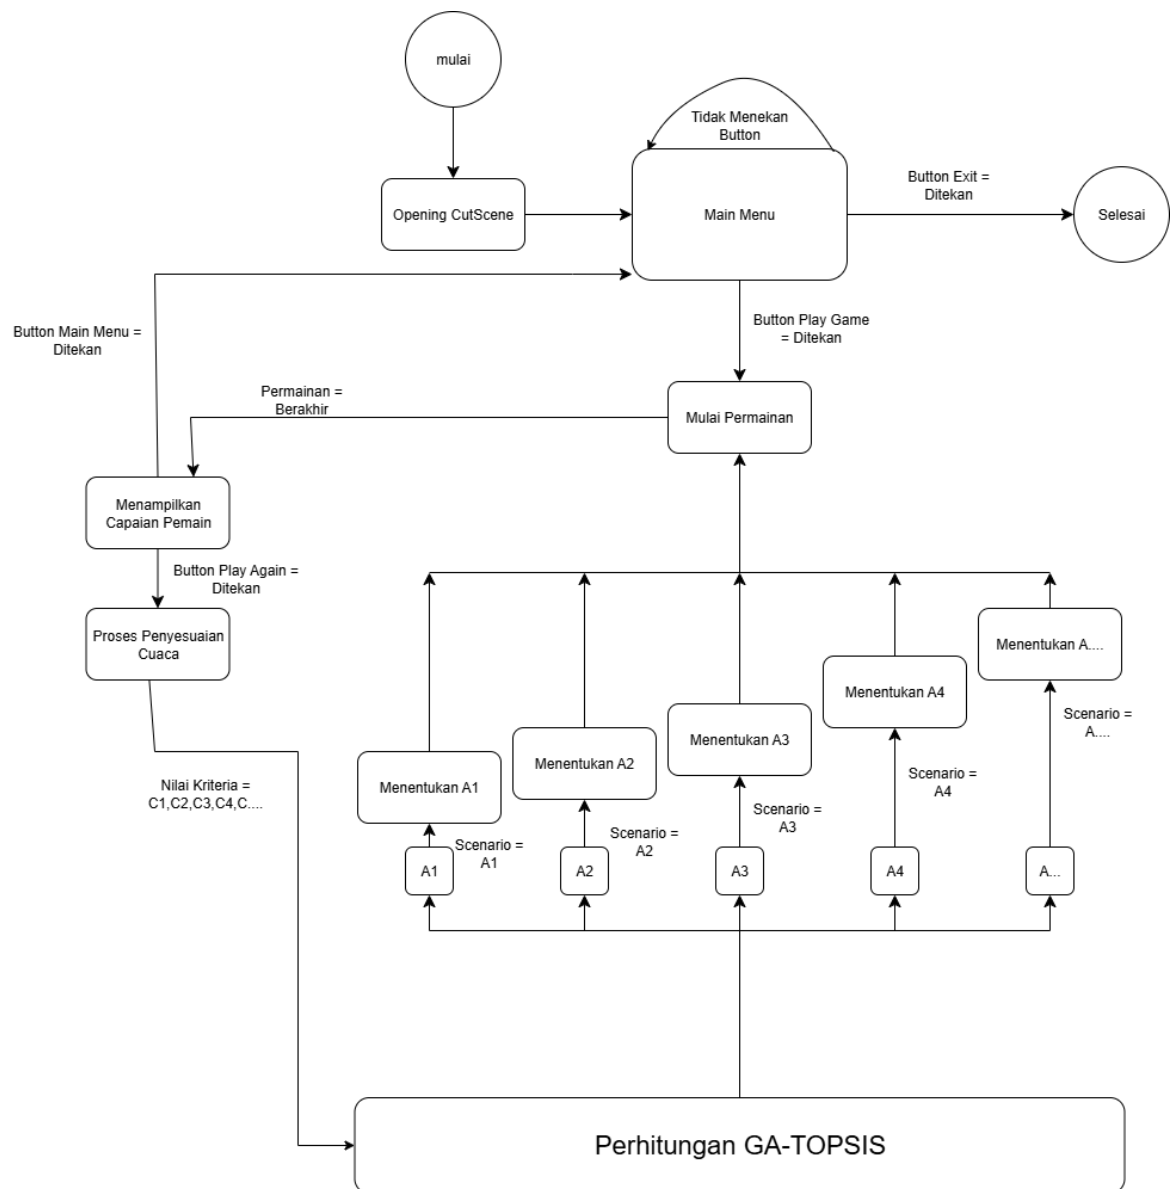 mulai
Tidak Menekan
Button
Button Exit =
Ditekan
Opening CutScene
Main Menu
Selesai
Button Main Menu =
Ditekan
Button Play Game
= Ditekan
Permainan =
Berakhir
Mulai Permainan
Menampilkan
Capaian Pemain
Button Play Again =
Ditekan
Proses Penyesuaian
Cuaca
Menentukan A....
Menentukan A4
Scenario =
A....
Menentukan A3
Menentukan A2
Menentukan A1
Nilai Kriteria =
C1,C2,C3,C4,C....
Scenario =
A4
Scenario =
A3
Scenario =
A2
Scenario =
A1
A1
A2
A3
A4
A...
Perhitungan GA-TOPSIS